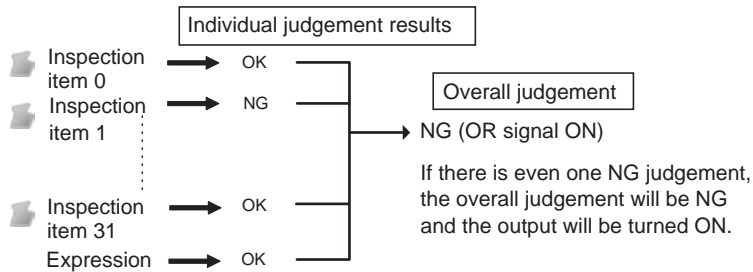 Individual judgement results
Inspection
item 0
OK
Inspection
item 1
NG
Overall judgement
NG (OR signal ON)
If there is even one NG judgement,
the overall judgement will be NG
and the output will be turned ON.
Inspection
item 31
OK
Expression
OK